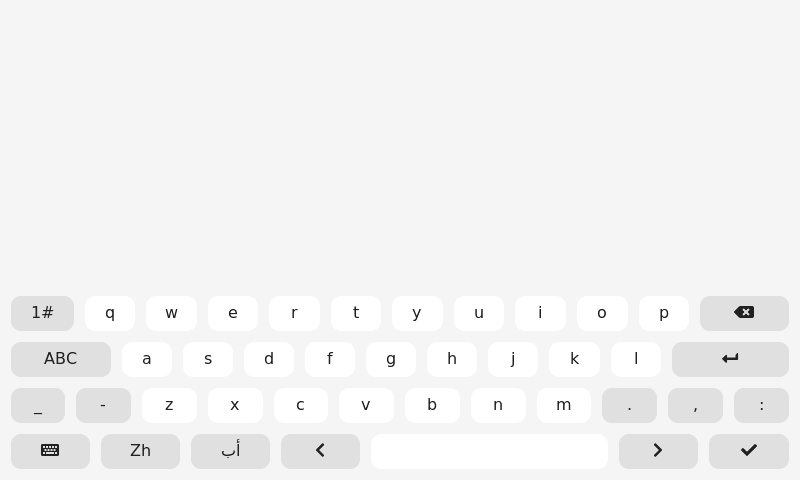 1# q w e r t y u i o p
ABC a s d f g h j k l
_ - z x c v b n m . , :
Zh أب